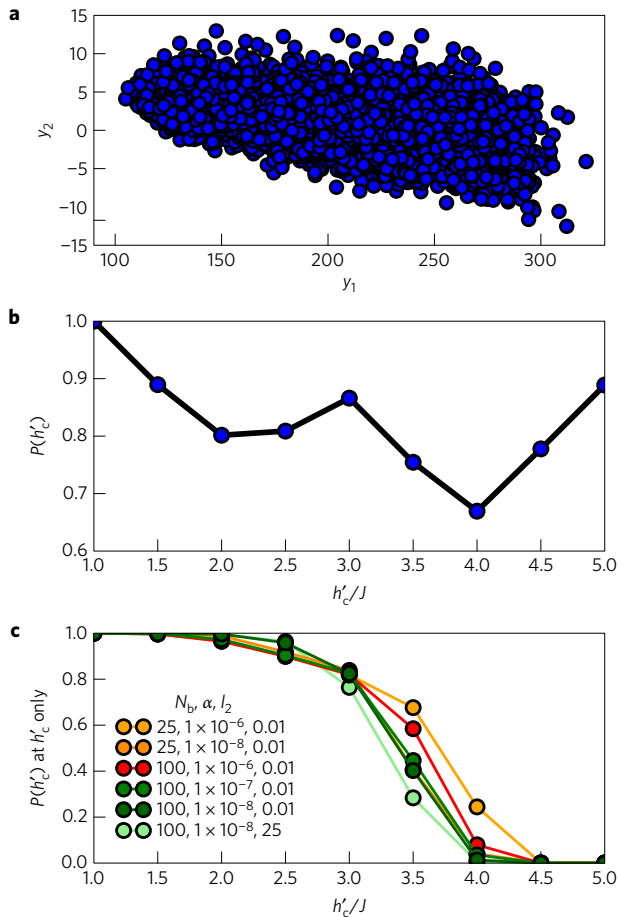 a
15
10
5
0
−5
−10
−15
y2
100
150
200
250
300
y1
b
1.0
0.9
0.8
0.7
0.6
P(h′c)
1.0
1.5
2.0
2.5
3.0
3.5
4.0
4.5
5.0
h′c/J
c
1.0
0.8
0.6
0.4
0.2
0.0
P(h′c) at h′c only
Nb, α, l2
25, 1 × 10−6, 0.01
25, 1 × 10−8, 0.01
100, 1 × 10−6, 0.01
100, 1 × 10−7, 0.01
100, 1 × 10−8, 0.01
100, 1 × 10−8, 25
1.0
1.5
2.0
2.5
3.0
3.5
4.0
4.5
5.0
h′c/J